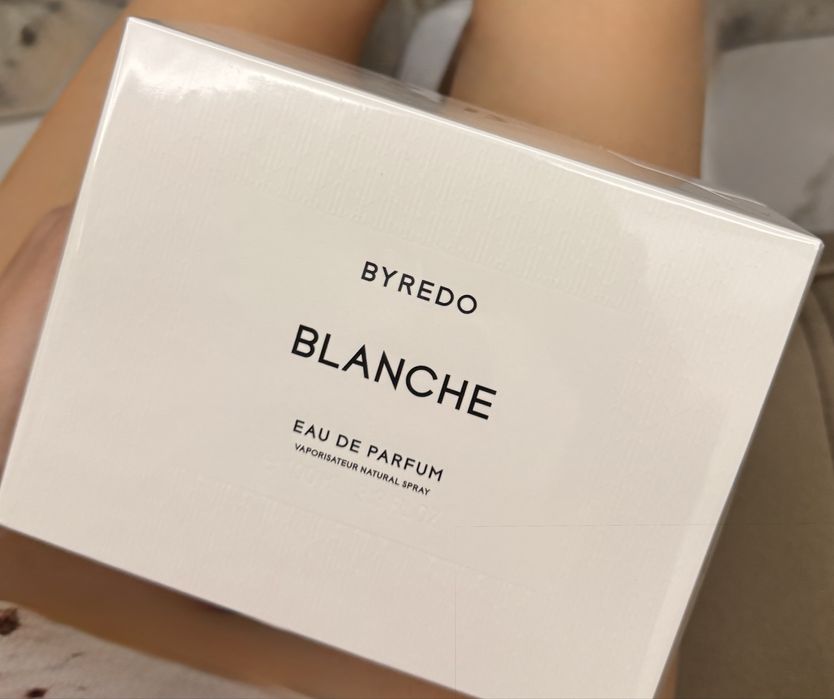 BYREDO
BLANCHE
EAU DE PARFUM
VAPORISATEUR NATURAL SPRAY